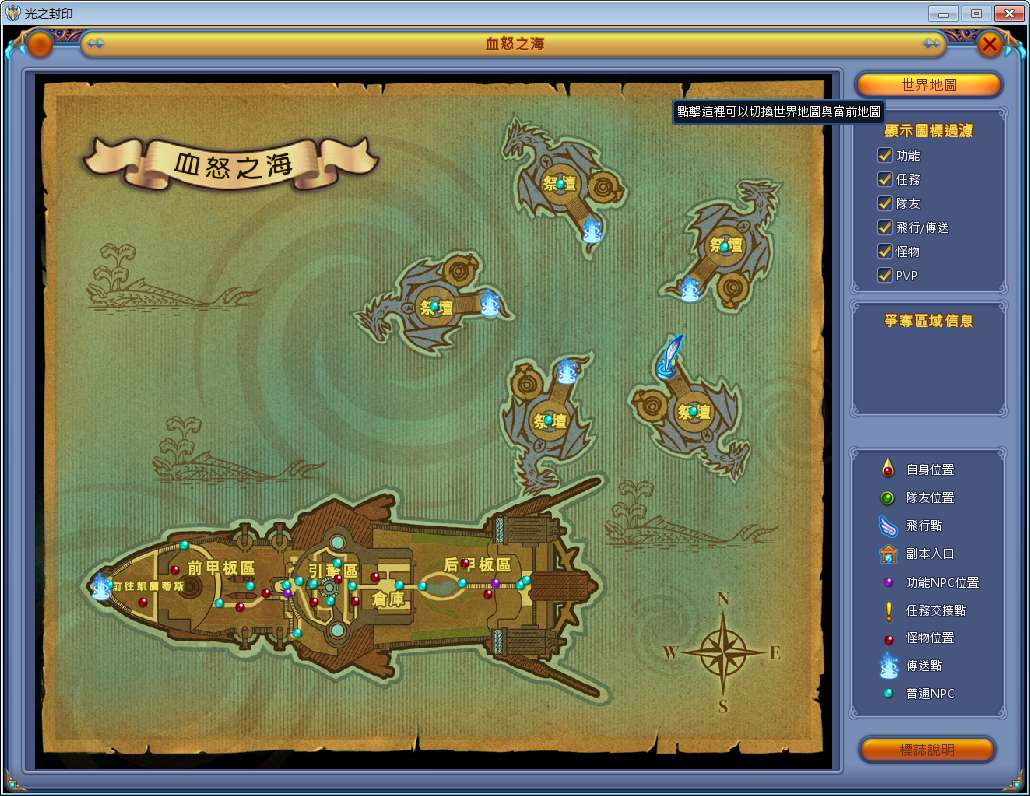 光之封印
血怒之海
世界地圖
點擊這裡可以切換世界地圖與當前地圖
顯示圖標過濾
功能
任務
隊友
飛行/傳送
怪物
PVP
爭奪區域信息
血怒之海
祭壇
祭壇
祭壇
祭壇
祭壇
前甲板區
引擎區
后甲板區
倉庫
N
W
E
S
自身位置
隊友位置
飛行點
副本入口
功能NPC位置
任務交接點
怪物位置
傳送點
普通NPC
標誌說明